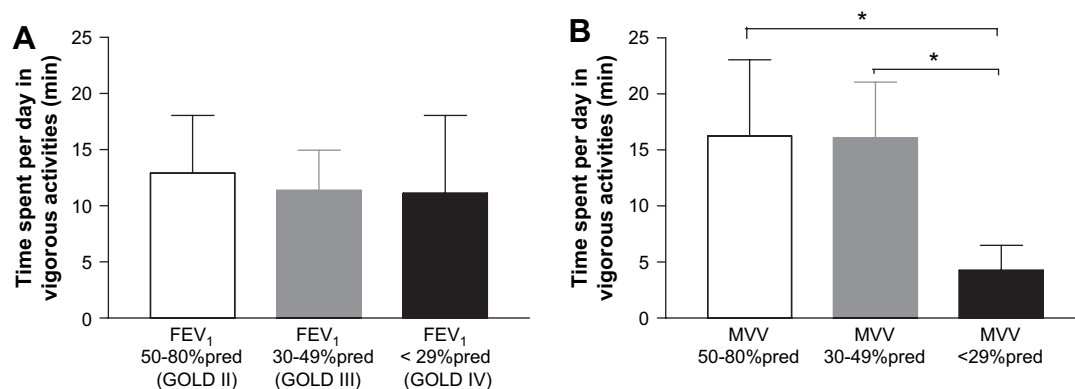 A
Time spent per day in
vigorous activities (min)
25
20
15
10
5
0
FEV1
50-80%pred
(GOLD II)
FEV1
30-49%pred
(GOLD III)
FEV1
< 29%pred
(GOLD IV)
B
Time spent per day in
vigorous activities (min)
25
20
15
10
5
0
*
*
MVV
50-80%pred
MVV
30-49%pred
MVV
<29%pred